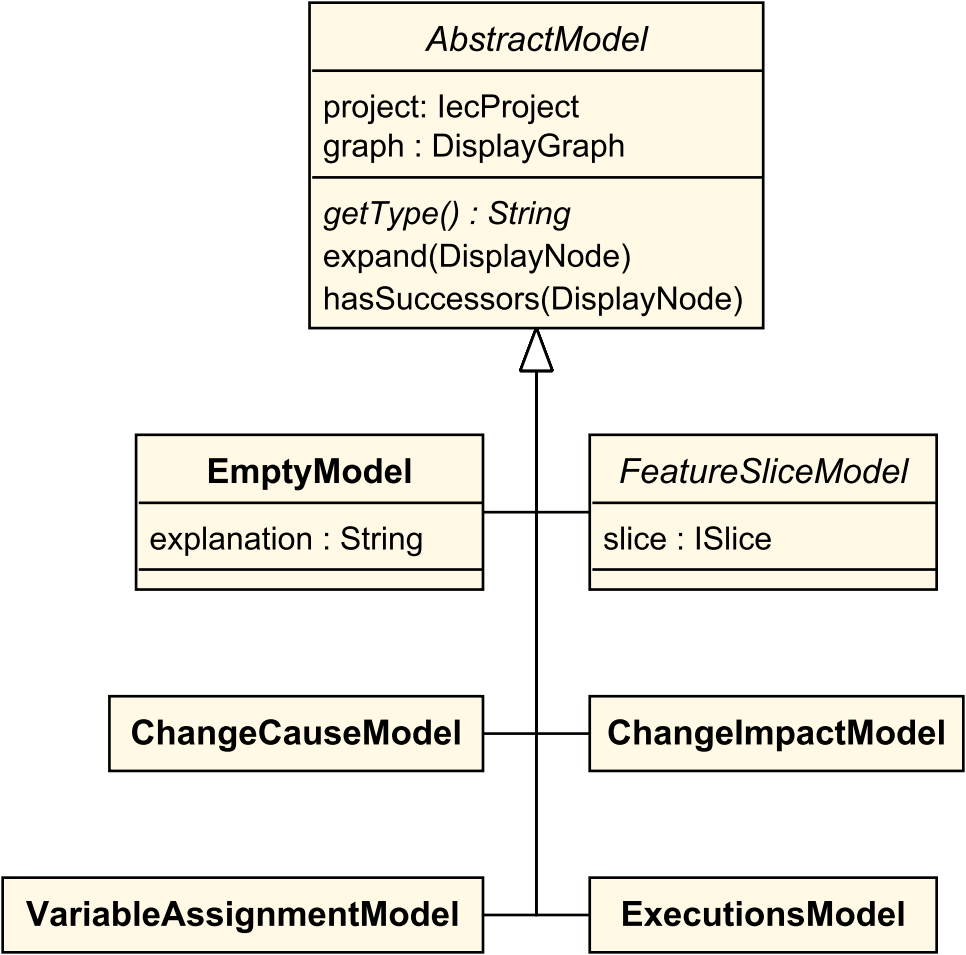 AbstractModel
project: IecProject
graph : DisplayGraph
getType() : String
expand(DisplayNode)
hasSuccessors(DisplayNode)
EmptyModel
explanation : String
FeatureSliceModel
slice : ISlice
ChangeCauseModel
ChangeImpactModel
VariableAssignmentModel
ExecutionsModel